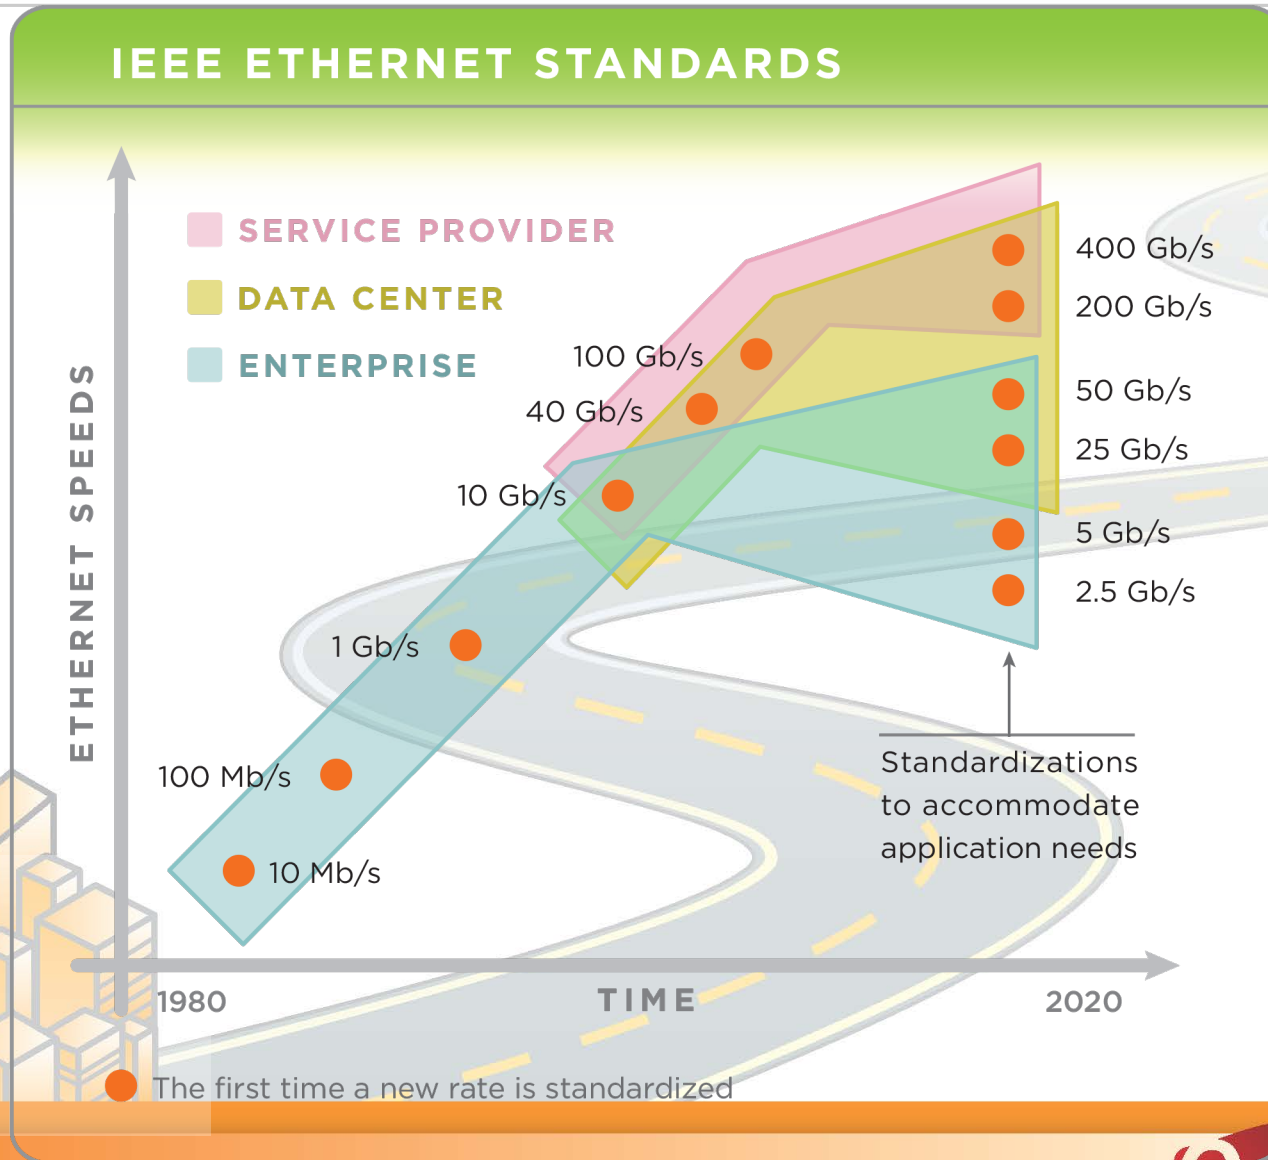 IEEE ETHERNET STANDARDS
SERVICE PROVIDER
DATA CENTER
ENTERPRISE
ETHERNET SPEEDS
400 Gb/s
200 Gb/s
100 Gb/s
50 Gb/s
40 Gb/s
25 Gb/s
10 Gb/s
5 Gb/s
2.5 Gb/s
1 Gb/s
100 Mb/s
10 Mb/s
Standardizations
to accommodate
application needs
1980
TIME
2020
The first time a new rate is standardized